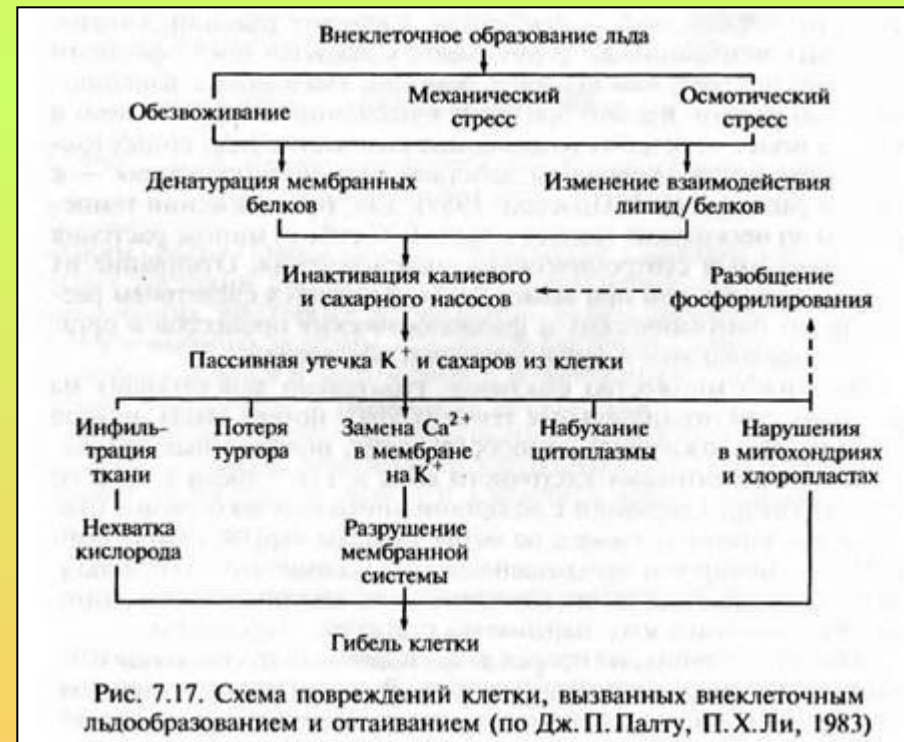 Внеклеточное образование льда
Обезвоживание
Механический
стресс
Осмотический
стресс
Денатурация мембранных
белков
Изменение взаимодействия
липид/белков
Инактивация калиевого
и сахарного насосов
Разобщение
фосфорилирования
Пассивная утечка К⁺ и сахаров из клетки
Инфиль-
трация
ткани
Потеря
тургора
Замена Ca²⁺
в мембране
на К⁺
Набухание
цитоплазмы
Нарушения
в митохондриях
и хлоропластах
Нехватка
кислорода
Разрушение
мембранной
системы
Гибель клетки
Рис. 7.17. Схема повреждений клетки, вызванных внеклеточным
льдообразованием и оттаиванием (по Дж. П. Палту, П. Х. Ли, 1983)